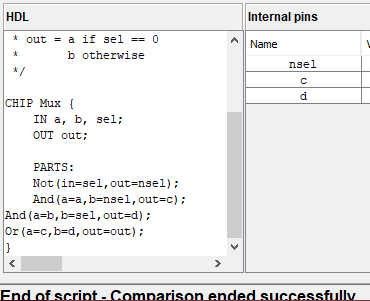 HDL
 * out = a if sel == 0
 *       b otherwise
 */

CHIP Mux {
    IN a, b, sel;
    OUT out;

    PARTS:
    Not(in=sel,out=nsel);
    And(a=a,b=nsel,out=c);
And(a=b,b=sel,out=d);
Or(a=c,b=d,out=out);
}
Internal pins
Name
nsel
c
d
End of script - Comparison ended successfully